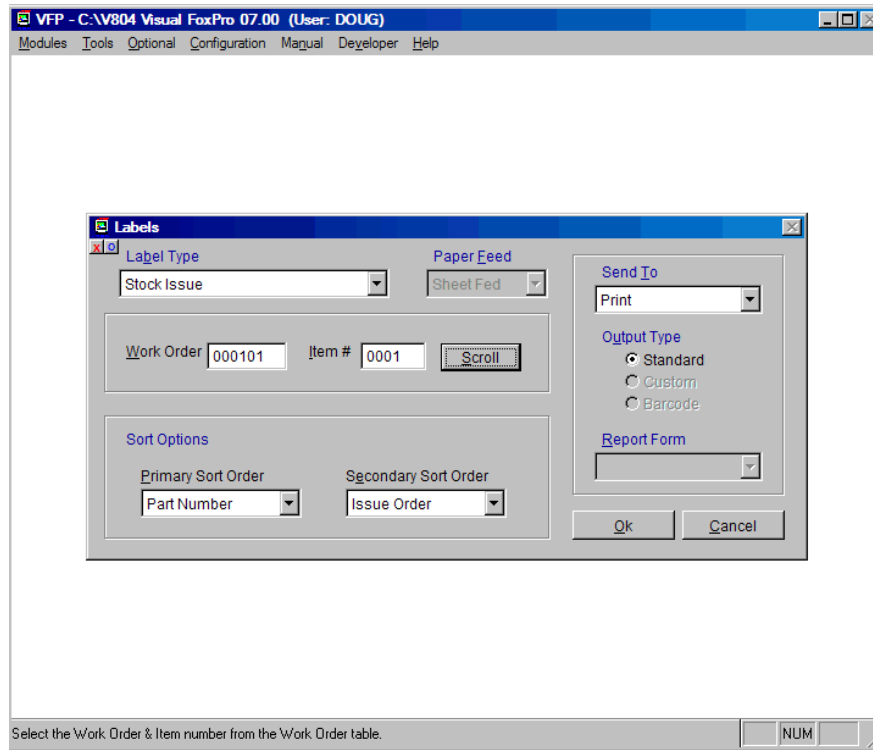 VFP - C:\V804 Visual FoxPro 07.00 (User: DOUG)
Modules Tools Optional Configuration Manual Developer Help
Labels
X O
Label Type
Paper Feed
Stock Issue
Sheet Fed
Work Order 000101 Item # 0001 Scroll
Sort Options
Primary Sort Order
Secondary Sort Order
Part Number
Issue Order
Send To
Print
Output Type
Standard
Custom
Barcode
Report Form
Ok
Cancel
Select the Work Order & Item number from the Work Order table.
NUM